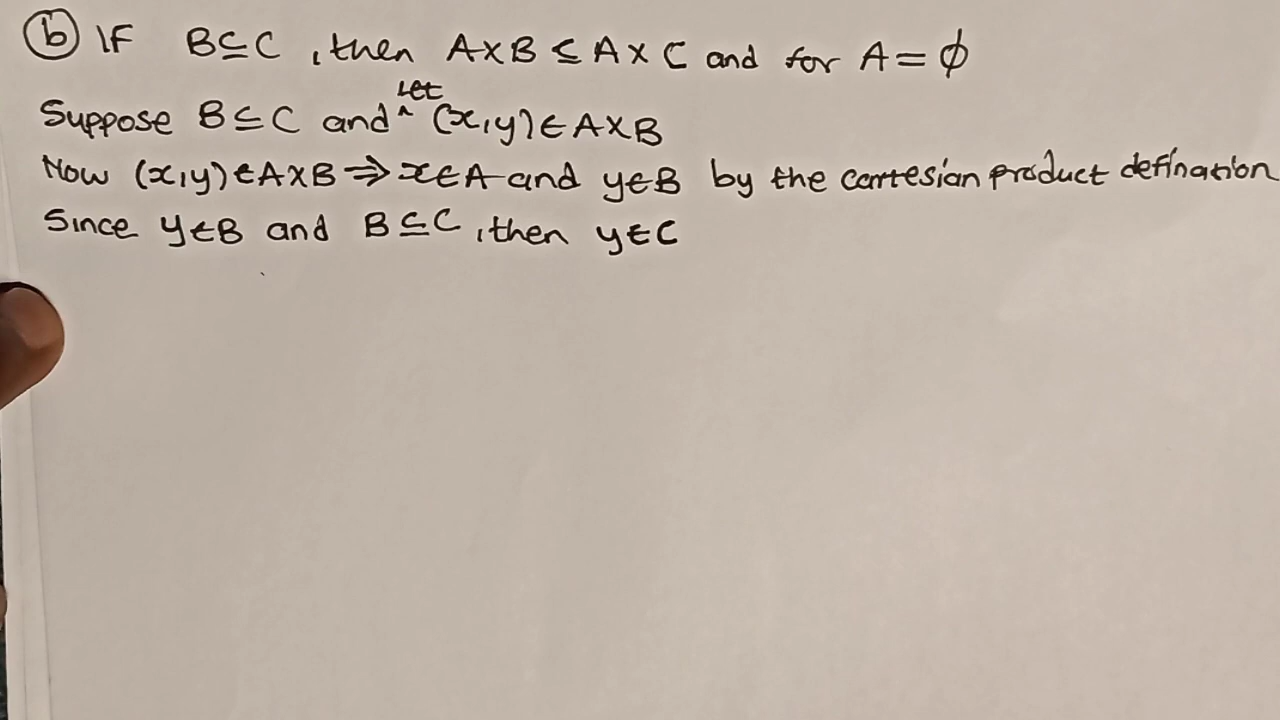 (b) IF B⊆C, then A×B ⊆ A×C and for A=∅
Suppose B⊆C and ^let (x,y)∈A×B
Now (x,y)∈A×B ⇒ x∈A and y∈B by the cartesian product defination
Since y∈B and B⊆C, then y∈C